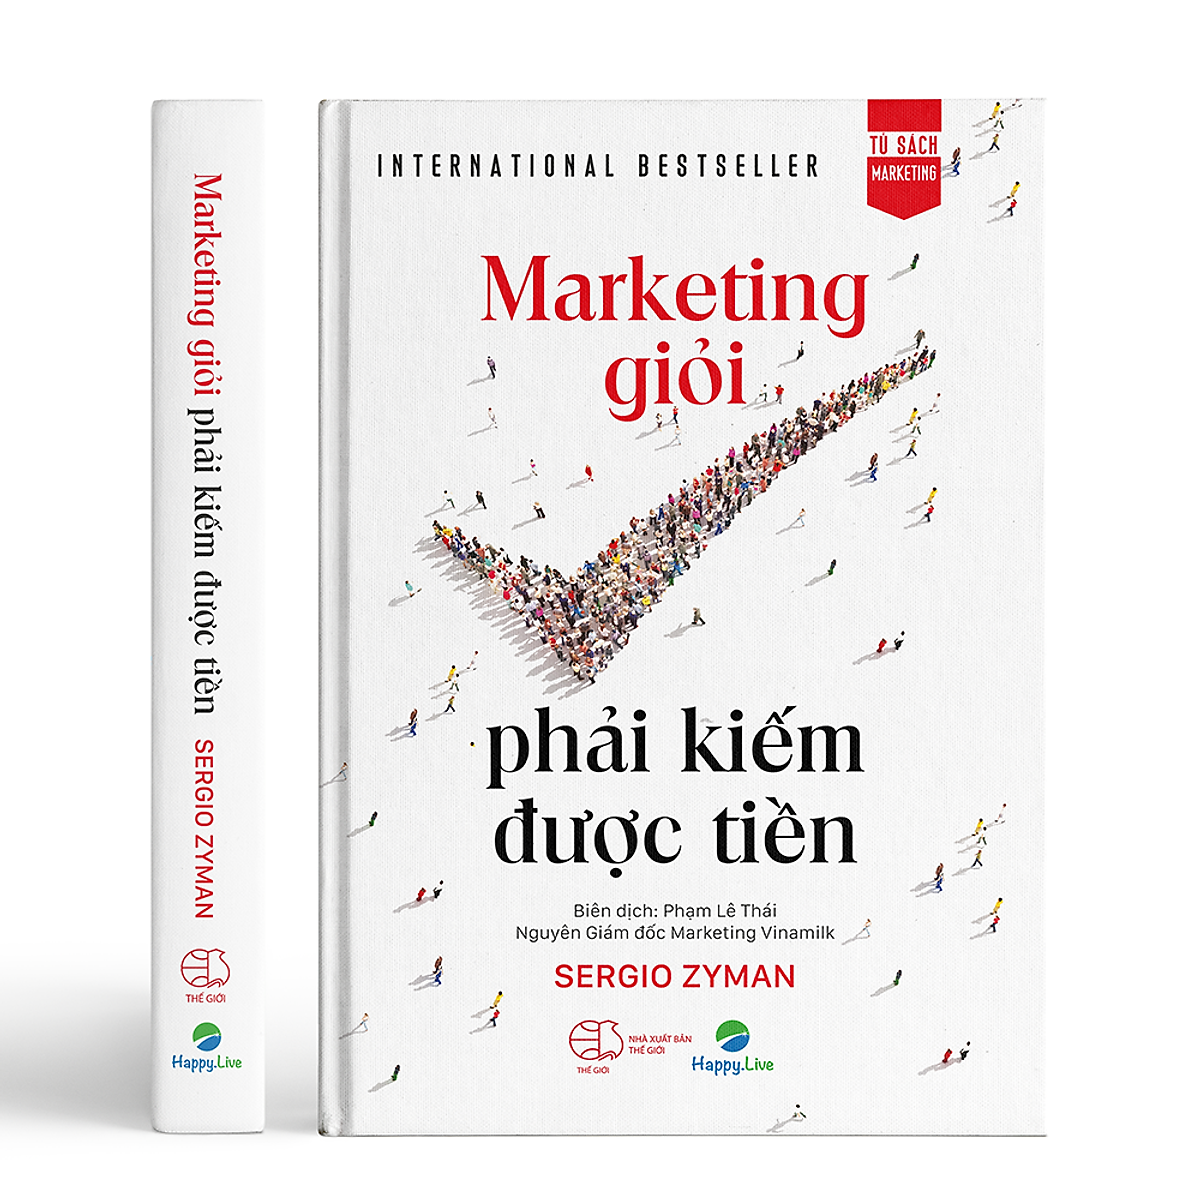 Marketing giỏi phải kiếm được tiền SERGIO ZYMAN
THẾ GIỚI
Happy.Live
INTERNATIONAL BESTSELLER
TỦ SÁCH
MARKETING
Marketing
giỏi
phải kiếm
được tiền
Biên dịch: Phạm Lê Thái
Nguyên Giám đốc Marketing Vinamilk
SERGIO ZYMAN
THẾ GIỚI
NHÀ XUẤT BẢN
THẾ GIỚI
Happy.Live